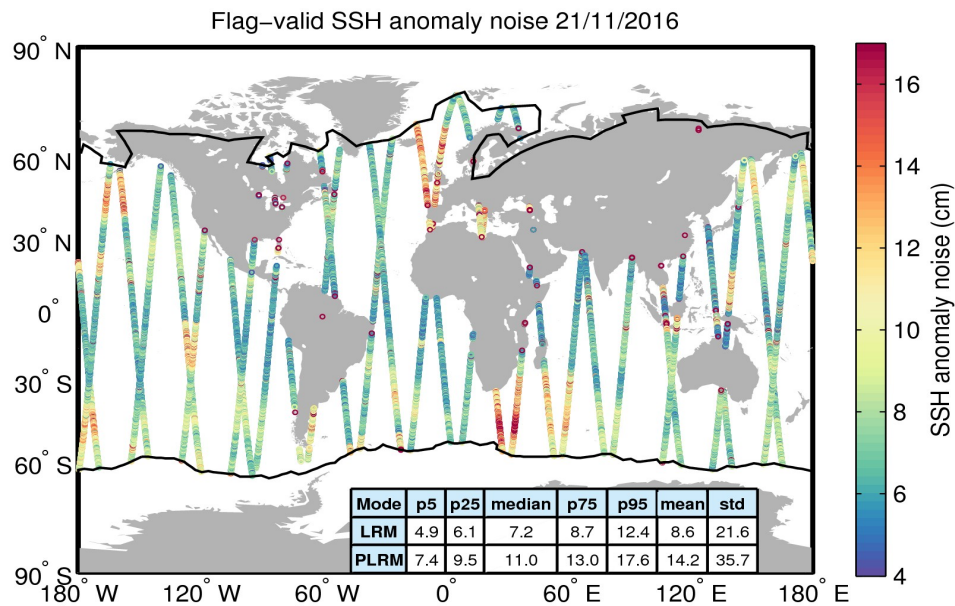 Flag−valid SSH anomaly noise 21/11/2016
90° N
60° N
30° N
0°
30° S
60° S
90° S
180° W 120° W 60° W 0° 60° E 120° E 180° E
Mode p5 p25 median p75 p95 mean std
LRM 4.9 6.1 7.2 8.7 12.4 8.6 21.6
PLRM 7.4 9.5 11.0 13.0 17.6 14.2 35.7
16
14
12
10
8
6
4
SSH anomaly noise (cm)